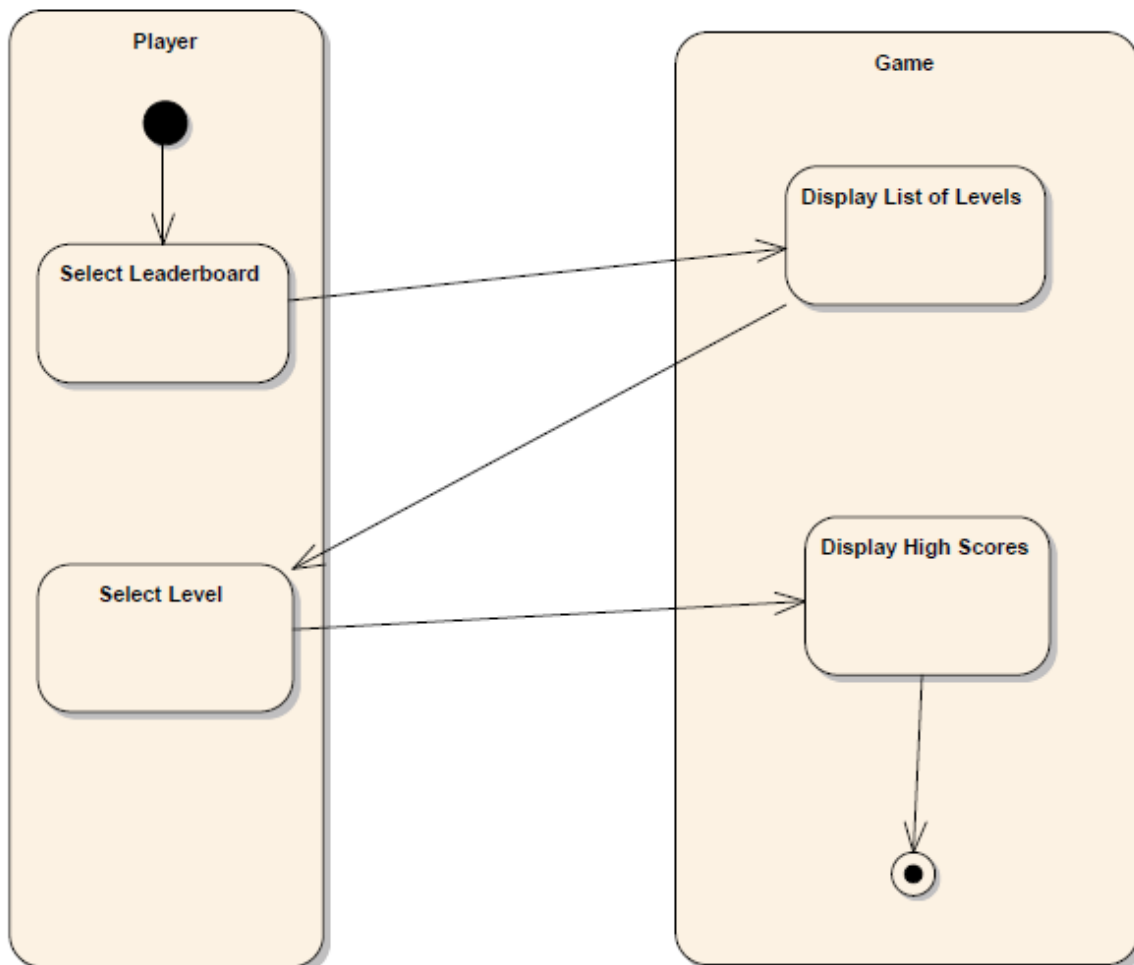 Player
Game
Select Leaderboard
Display List of Levels
Select Level
Display High Scores